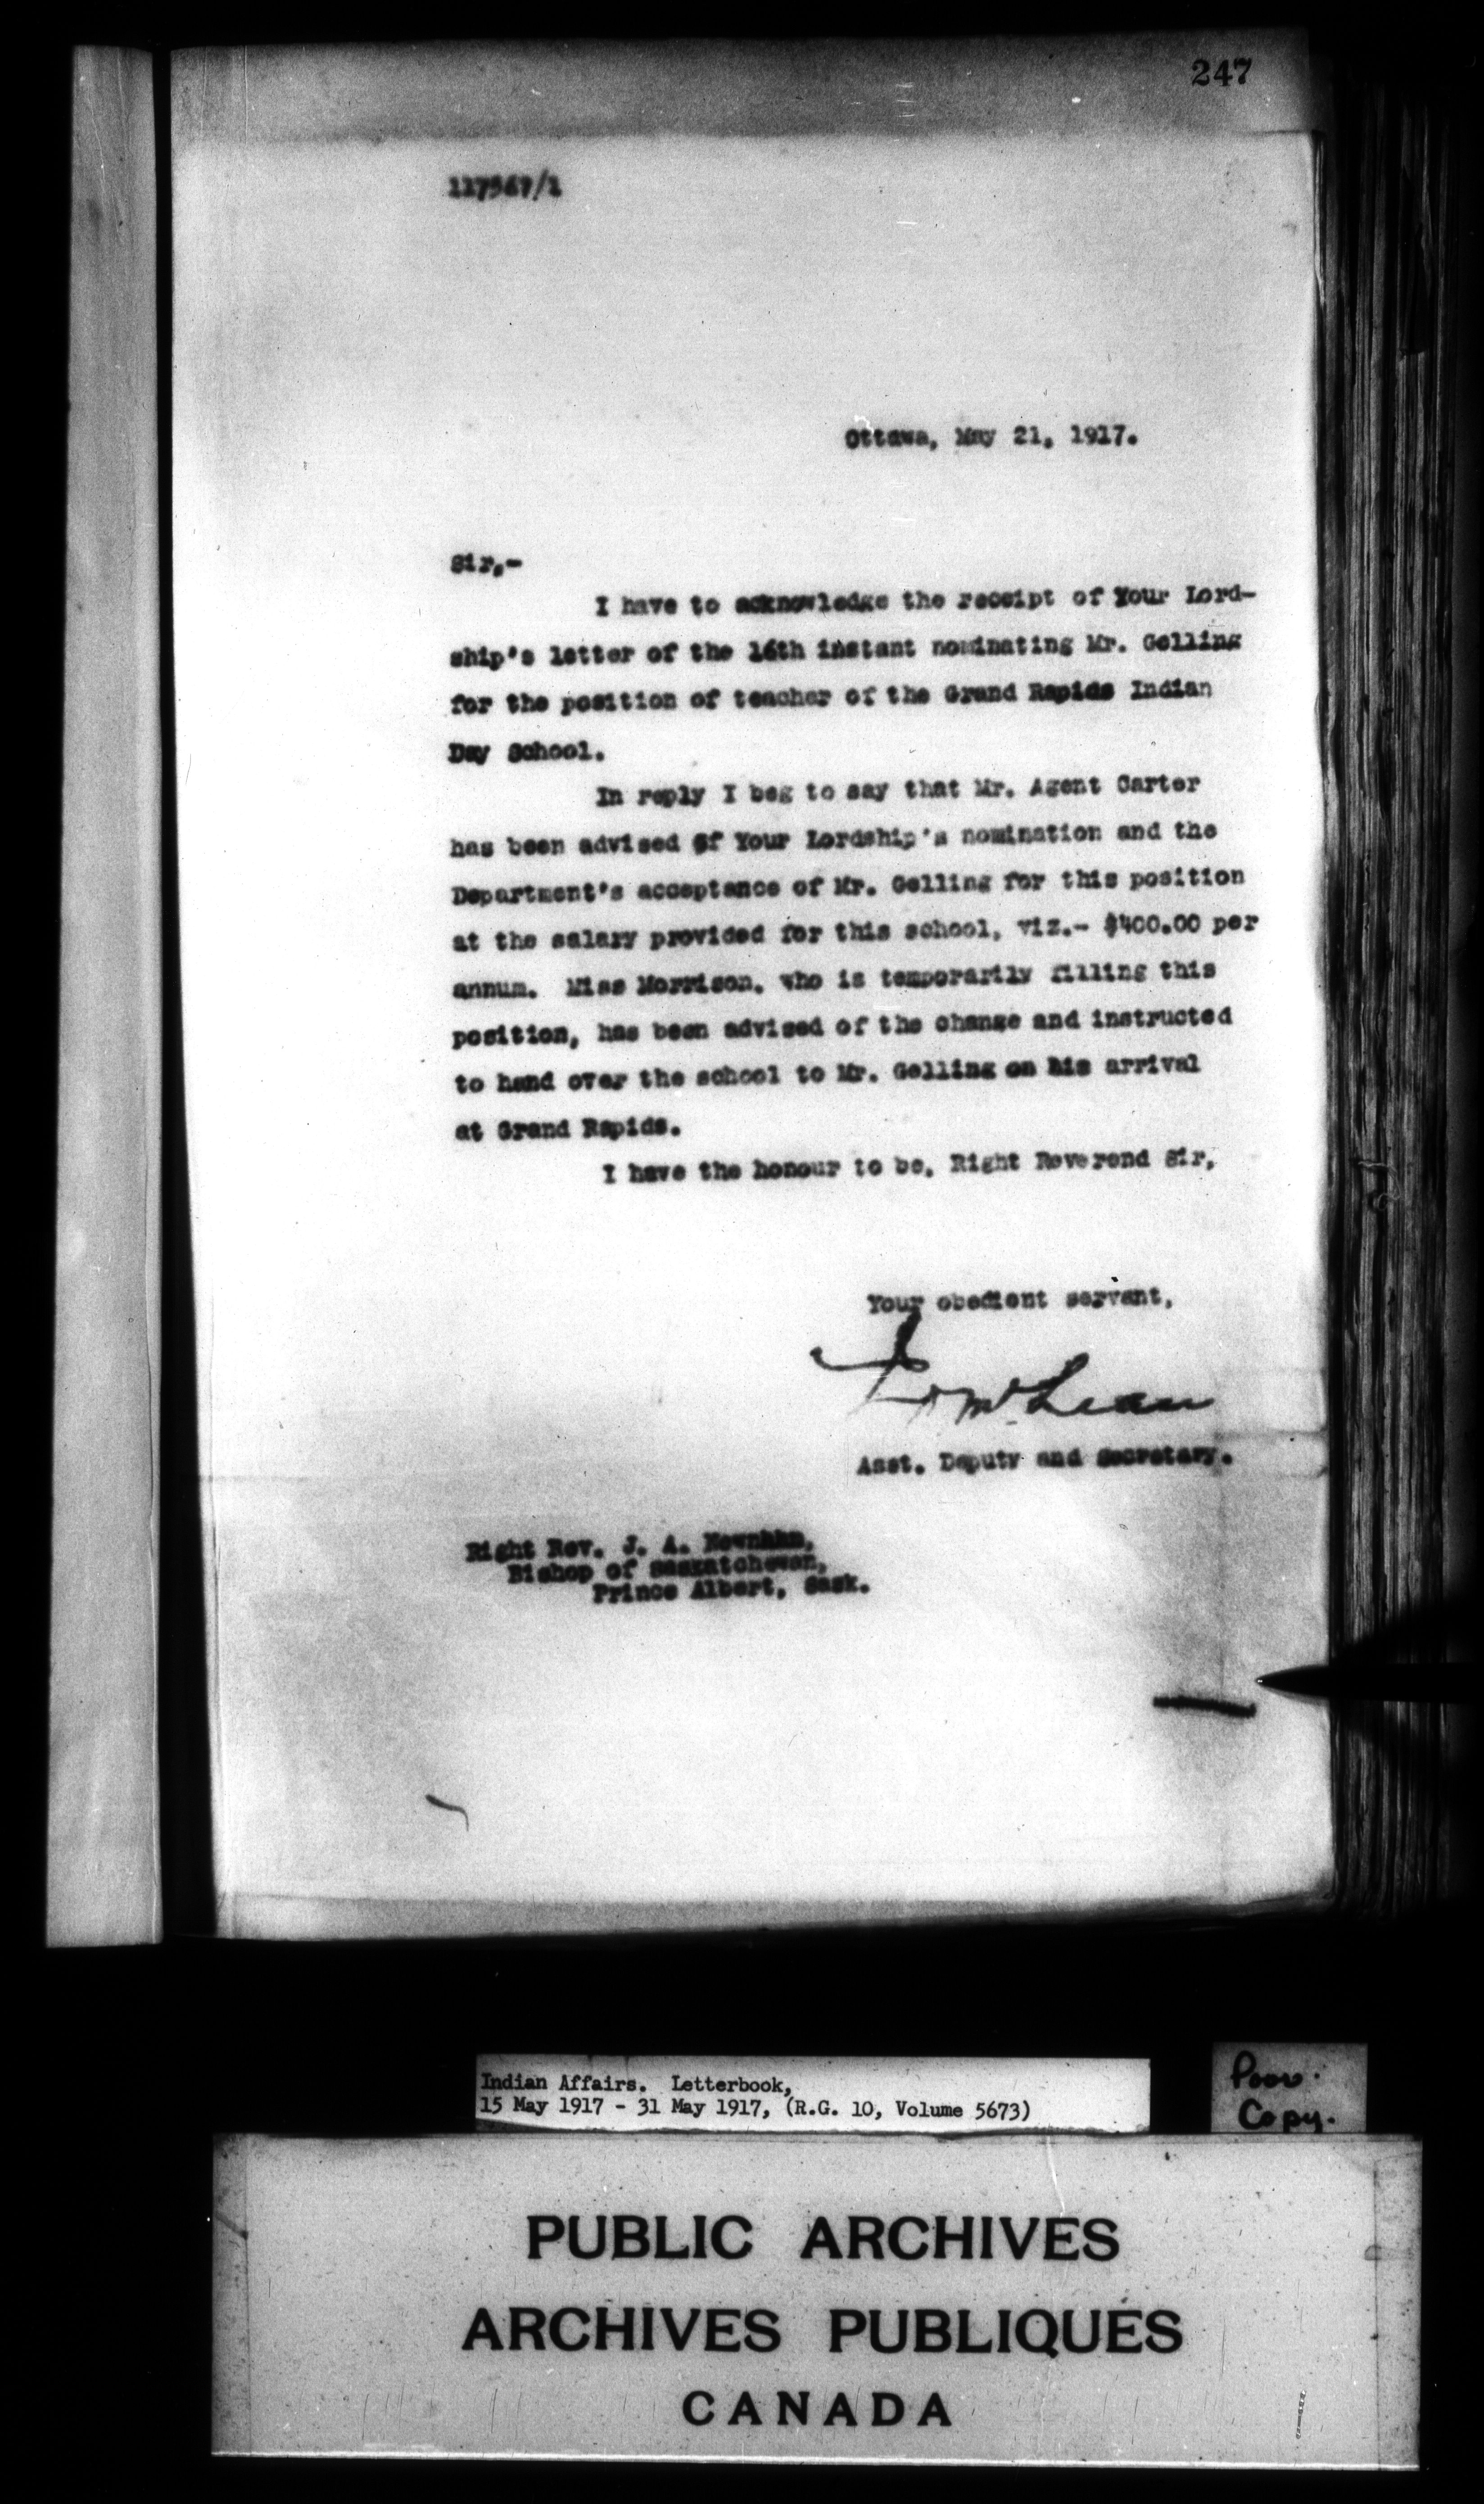 247
117567/1
Ottawa, May 21, 1917.
Sir,-
I have to acknowledge the receipt of Your Lord-
ship's letter of the 16th instant nominating Mr. Gelling
for the position of teacher of the Grand Rapids Indian
Day School.
In reply I beg to say that Mr. Agent Carter
has been advised of Your Lordship's nomination and the
Department's acceptance of Mr. Gelling for this position
at the salary provided for this school, viz.- $400.00 per
annum. Miss Morrison, who is temporarily filling this
position, has been advised of the change and instructed
to hand over the school to Mr. Gelling on his arrival
at Grand Rapids.
I have the honour to be, Right Reverend Sir,
Your obedient servant,
McLean
Asst. Deputy and Secretary.
Right Rev. J. A. Newnham,
Bishop of Saskatchewan,
Prince Albert, Sask.
Indian Affairs. Letterbook,
15 May 1917 - 31 May 1917, (R.G. 10, Volume 5673)
Poor
Copy.
PUBLIC ARCHIVES
ARCHIVES PUBLIQUES
CANADA